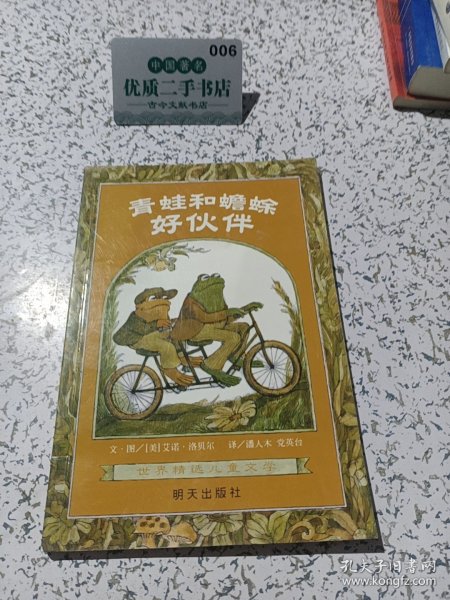 006
中国著名
优质二手书店
古今文献书店
青蛙和蟾蜍
好伙伴
文·图／[美]艾诺·洛贝尔 译／潘人木 党英台
世界精选儿童文学
明天出版社
孔夫子旧书网
www.kongfz.com